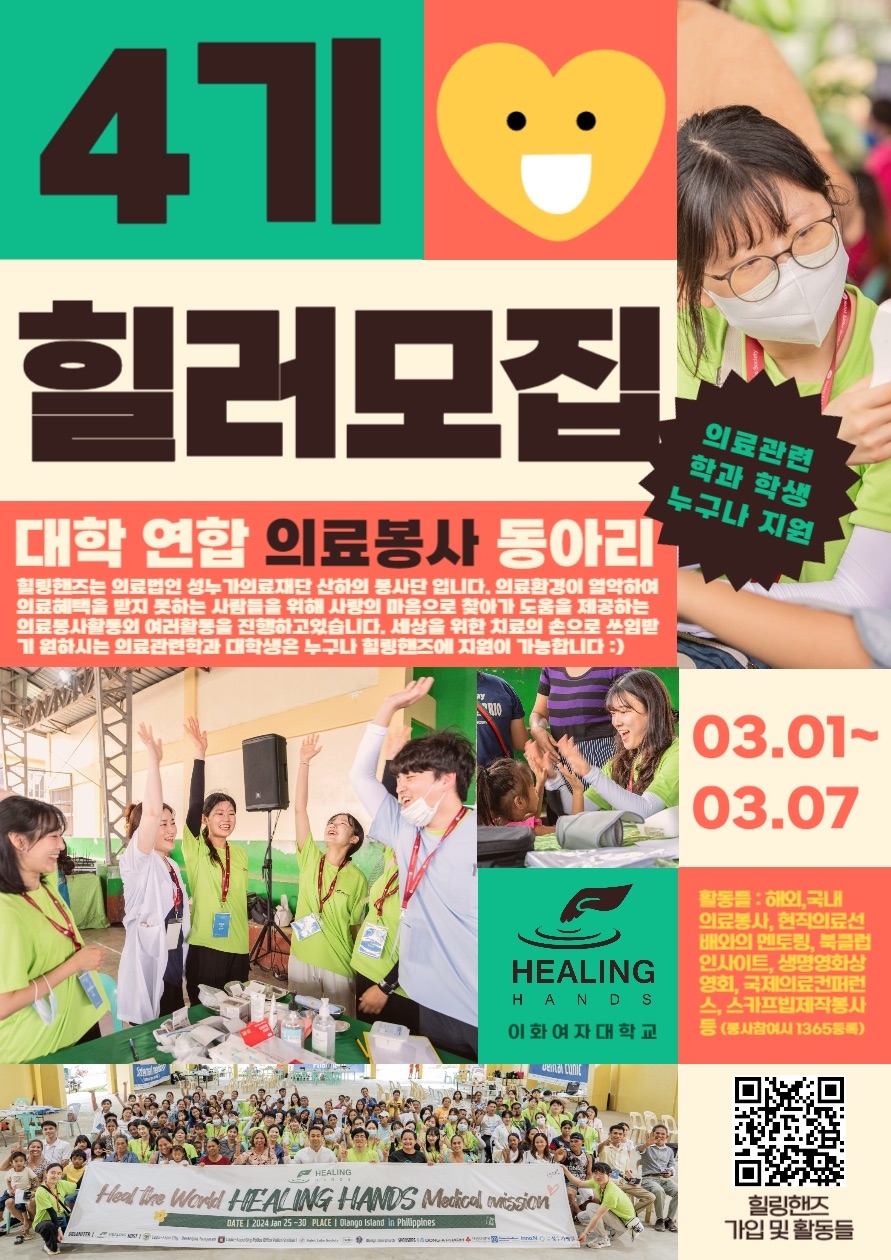 4기
힐러모집
의료관련
학과 학생
누구나 지원
대학 연합 의료봉사 동아리
힐링핸즈는 의료법인 성누가의료재단 산하의 봉사단 입니다. 의료환경이 열악하여
의료혜택을 받지 못하는 사람들을 위해 사랑의 마음으로 찾아가 도움을 제공하는
의료봉사활동외 여러활동을 진행하고있습니다. 세상을 위한 치료의 손으로 쓰임받
기 원하시는 의료관련학과 대학생은 누구나 힐링핸즈에 지원이 가능합니다 :)
03.01~
03.07
HEALING
HANDS
이화여자대학교
활동들 : 해외,국내
의료봉사, 현직의료선
배와의 멘토링, 북클럽
인사이트, 생명영화상
영회, 국제의료컨퍼런
스, 스카프빕제작봉사
등 (봉사참여시 1365등록)
Dental Clinic
HEALING
HANDS
Heal the World HEALING HANDS Medical mission
DATE | 2024 Jan 25 ~30 PLACE | Olango Island in Philippines
힐링핸즈
가입 및 활동들